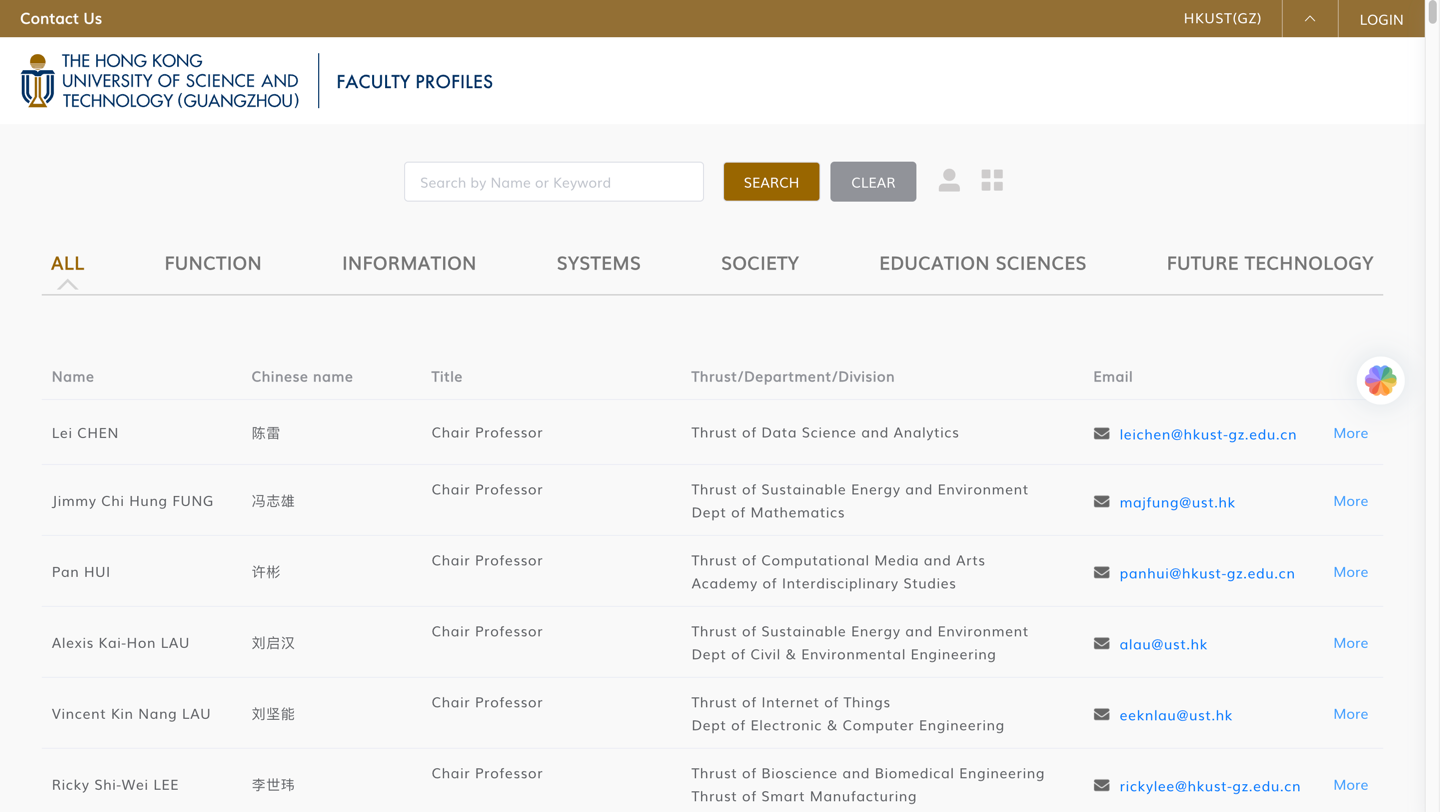 Contact Us
HKUST(GZ)
LOGIN
THE HONG KONG
UNIVERSITY OF SCIENCE AND
TECHNOLOGY (GUANGZHOU)
FACULTY PROFILES
Search by Name or Keyword
SEARCH
CLEAR
ALL FUNCTION INFORMATION SYSTEMS SOCIETY EDUCATION SCIENCES FUTURE TECHNOLOGY
Name Chinese name Title Thrust/Department/Division Email
Lei CHEN 陈雷 Chair Professor Thrust of Data Science and Analytics leichen@hkust-gz.edu.cn More
Jimmy Chi Hung FUNG 冯志雄 Chair Professor Thrust of Sustainable Energy and Environment
Dept of Mathematics majfung@ust.hk More
Pan HUI 许彬 Chair Professor Thrust of Computational Media and Arts
Academy of Interdisciplinary Studies panhui@hkust-gz.edu.cn More
Alexis Kai-Hon LAU 刘启汉 Chair Professor Thrust of Sustainable Energy and Environment
Dept of Civil & Environmental Engineering alau@ust.hk More
Vincent Kin Nang LAU 刘坚能 Chair Professor Thrust of Internet of Things
Dept of Electronic & Computer Engineering eeknlau@ust.hk More
Ricky Shi-Wei LEE 李世玮 Chair Professor Thrust of Bioscience and Biomedical Engineering
Thrust of Smart Manufacturing rickylee@hkust-gz.edu.cn More